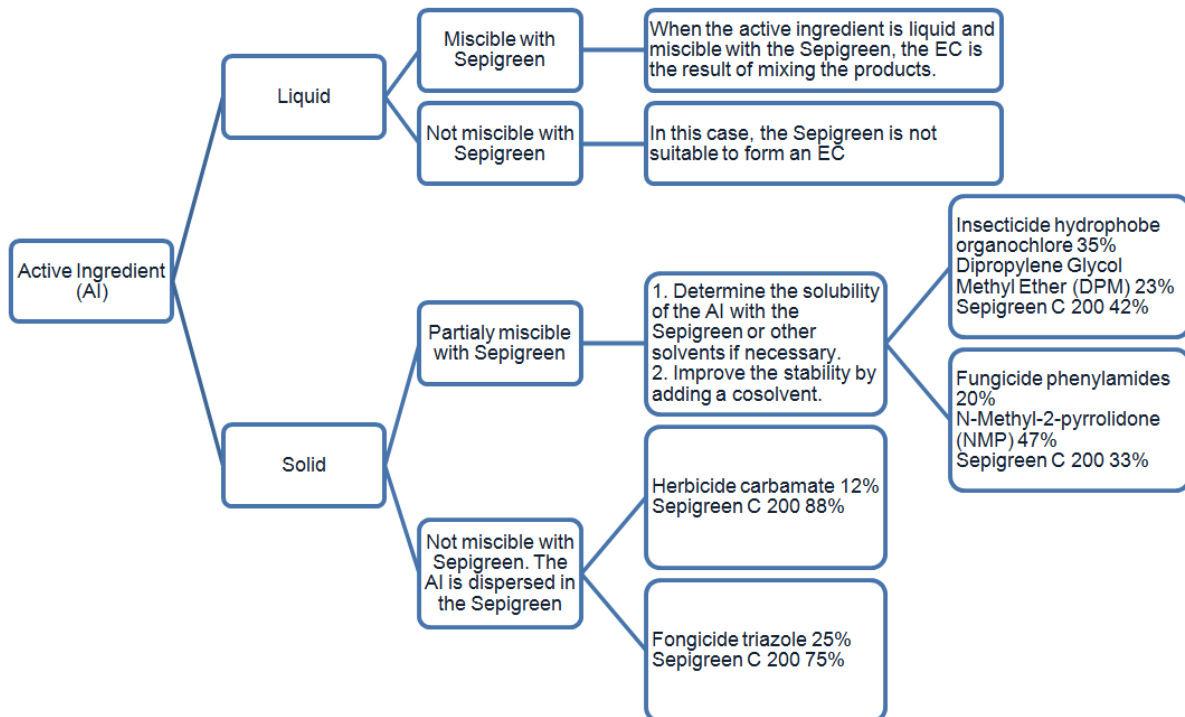 Active Ingredient
(AI)
Liquid
Miscible with
Sepigreen
When the active ingredient is liquid and
miscible with the Sepigreen, the EC is
the result of mixing the products.
Not miscible with
Sepigreen
In this case, the Sepigreen is not
suitable to form an EC
Solid
Partialy miscible
with Sepigreen
1. Determine the solubility
of the AI with the
Sepigreen or other
solvents if necessary.
2. Improve the stability by
adding a cosolvent.
Insecticide hydrophobe
organochlore 35%
Dipropylene Glycol
Methyl Ether (DPM) 23%
Sepigreen C 200 42%
Fungicide phenylamides
20%
N-Methyl-2-pyrrolidone
(NMP) 47%
Sepigreen C 200 33%
Not miscible with
Sepigreen. The
AI is dispersed in
the Sepigreen
Herbicide carbamate 12%
Sepigreen C 200 88%
Fongicide triazole 25%
Sepigreen C 200 75%